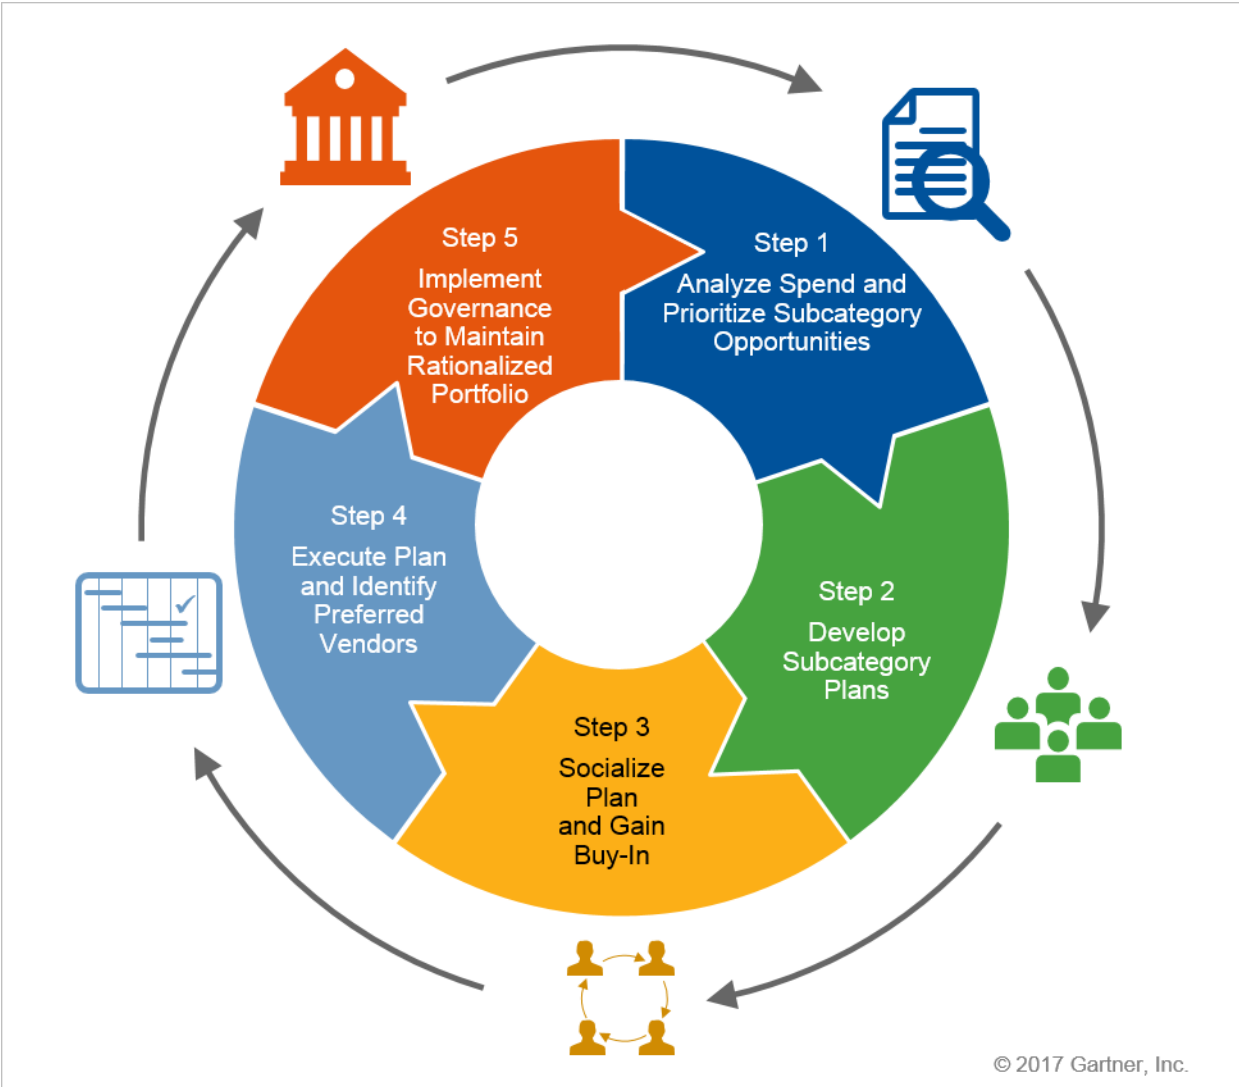 Step 1
Analyze Spend and
Prioritize Subcategory
Opportunities
Step 2
Develop
Subcategory
Plans
Step 3
Socialize
Plan
and Gain
Buy-In
Step 4
Execute Plan
and Identify
Preferred
Vendors
Step 5
Implement
Governance
to Maintain
Rationalized
Portfolio
© 2017 Gartner, Inc.